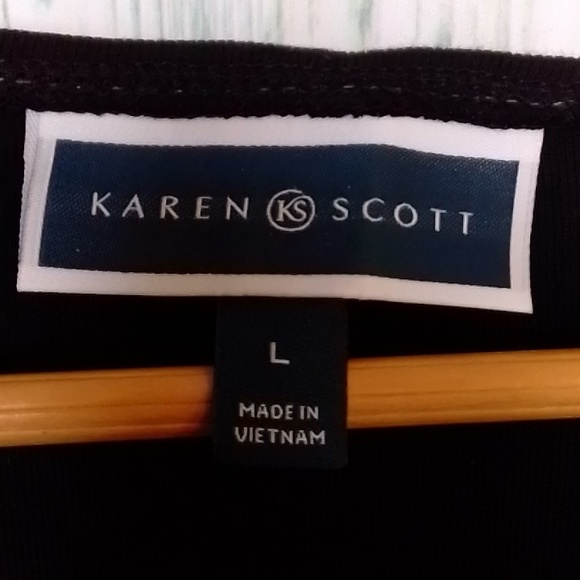 KAREN KS SCOTT
L
MADE IN
VIETNAM